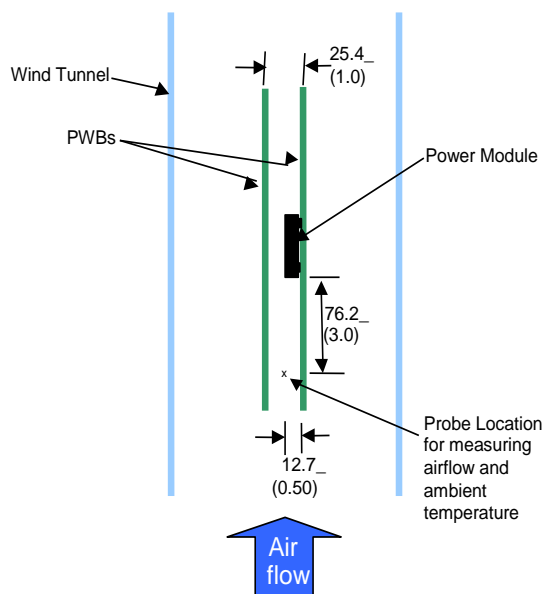 25.4_
(1.0)
Wind Tunnel
PWBs
Power Module
76.2_
(3.0)
x
Probe Location
for measuring
airflow and
ambient
temperature
12.7_
(0.50)
Air
flow